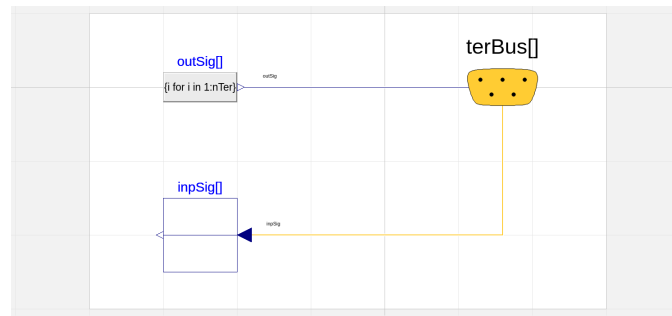 terBus[]
outSig[]
outSig
{i for i in 1:nTer}
inpSig[]
inpSig